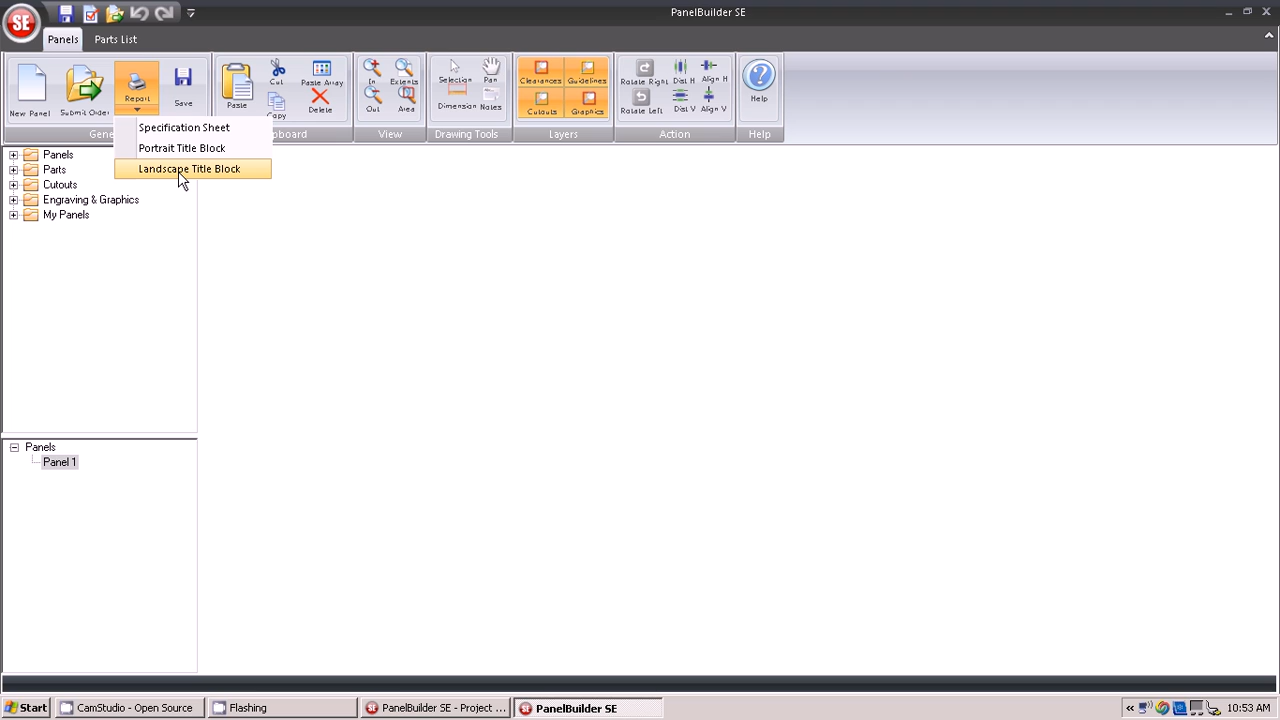 PanelBuilder SE
SE
Panels
Parts List
New Panel
Submit Order
Report
Save
Paste
Cut
Copy
Paste Array
Delete
In
Out
Extents
Area
Selection
Pan
Dimension
Notes
Clearances
Guidelines
Cutouts
Graphics
Rotate Right
Dist H
Align H
Rotate Left
Dist V
Align V
Help
Gene
pboard
View
Drawing Tools
Layers
Action
Help
Specification Sheet
Portrait Title Block
Landscape Title Block
Panels
Parts
Cutouts
Engraving & Graphics
My Panels
Panels
Panel 1
Start
CamStudio - Open Source
Flashing
PanelBuilder SE - Project ...
PanelBuilder SE
10:53 AM